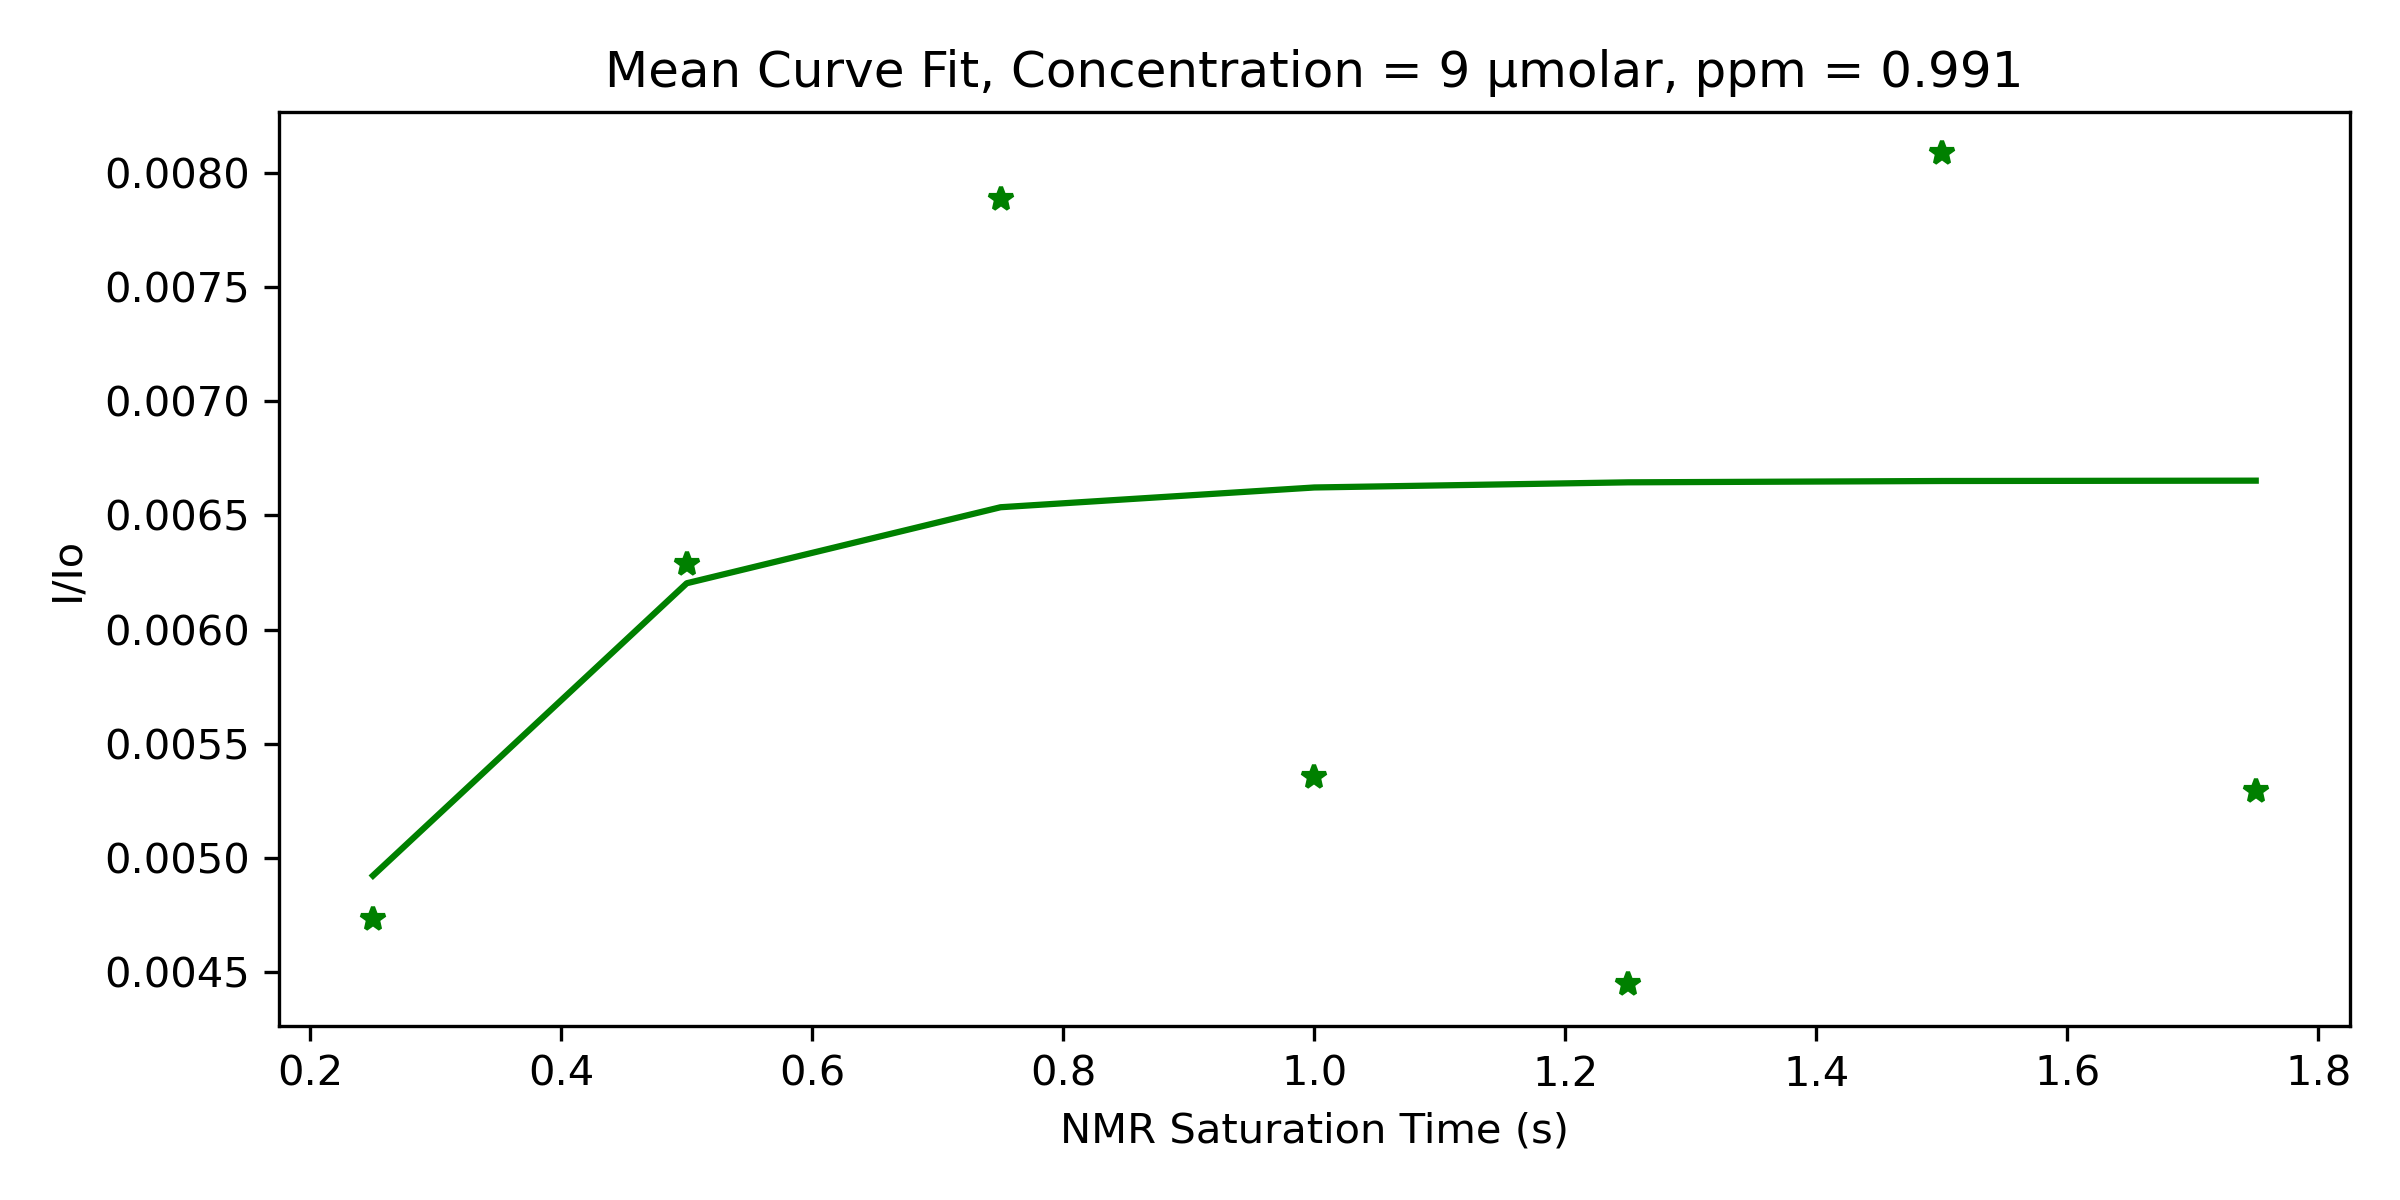 Mean Curve Fit, Concentration = 9 μmolar, ppm = 0.991
0.0080
0.0075
0.0070
0.0065
0.0060
0.0055
0.0050
0.0045
I/Io
0.2 0.4 0.6 0.8 1.0 1.2 1.4 1.6 1.8
NMR Saturation Time (s)